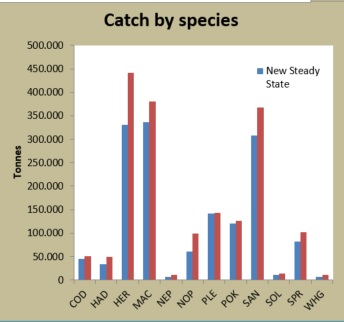 Catch by species
500.000
450.000
400.000
350.000
300.000
250.000
200.000
150.000
100.000
50.000
0
Tonnes
New Steady
State
COD HAD HER MAC NEP NOP PLE POK SAN SOL SPR WHG